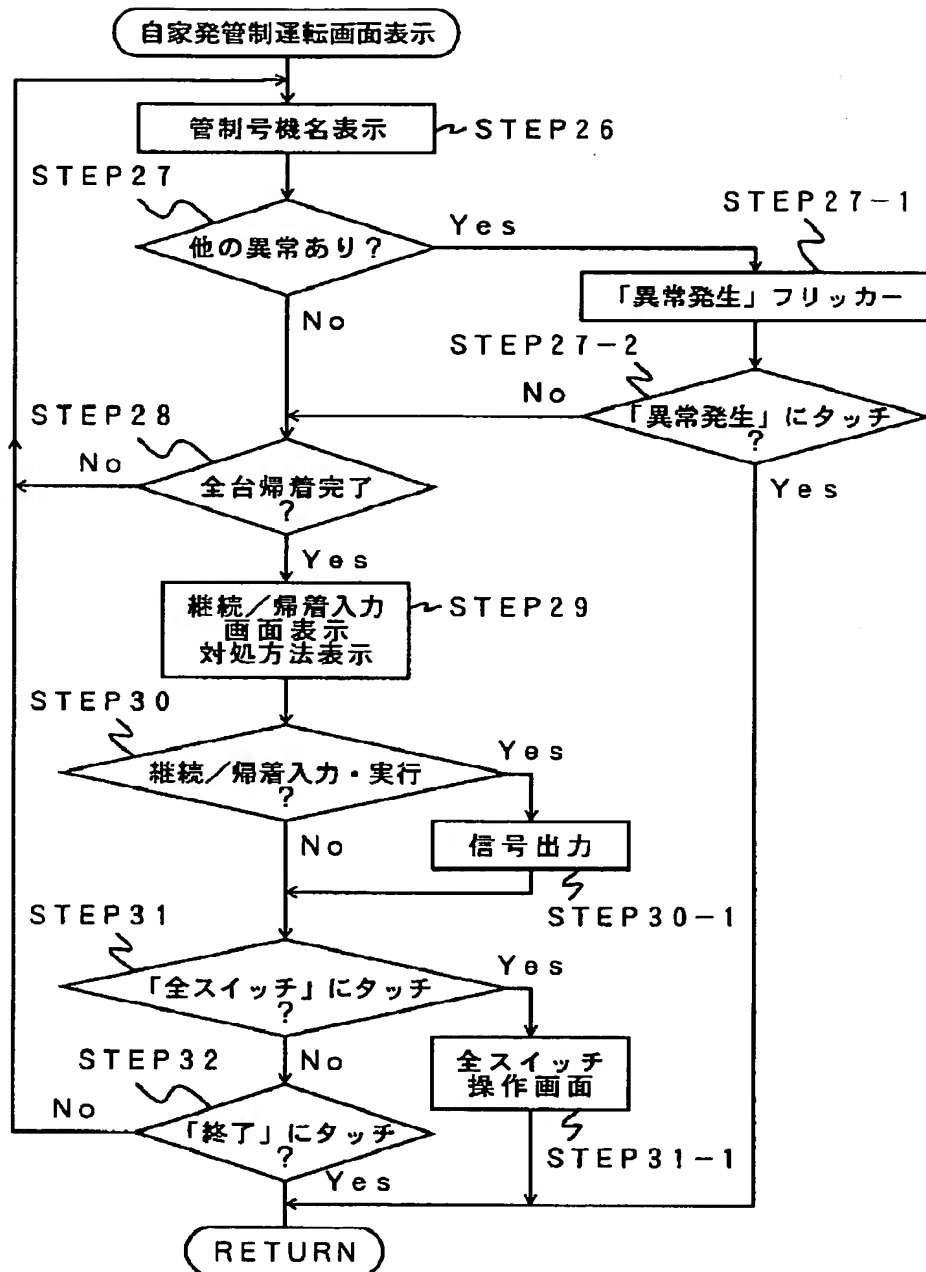 自家発管制運転画面表示
管制号機名表示
STEP26
STEP27
他の異常あり?
Yes
STEP27-1
「異常発生」フリッカー
No
STEP27-2
「異常発生」にタッチ
?
No
Yes
STEP28
全台帰着完了
?
No
Yes
継続/帰着入力
画面表示
対処方法表示
STEP29
STEP30
継続/帰着入力・実行
?
Yes
信号出力
STEP30-1
No
STEP31
「全スイッチ」にタッチ
?
Yes
全スイッチ
操作画面
STEP31-1
No
STEP32
「終了」にタッチ
?
No
Yes
RETURN